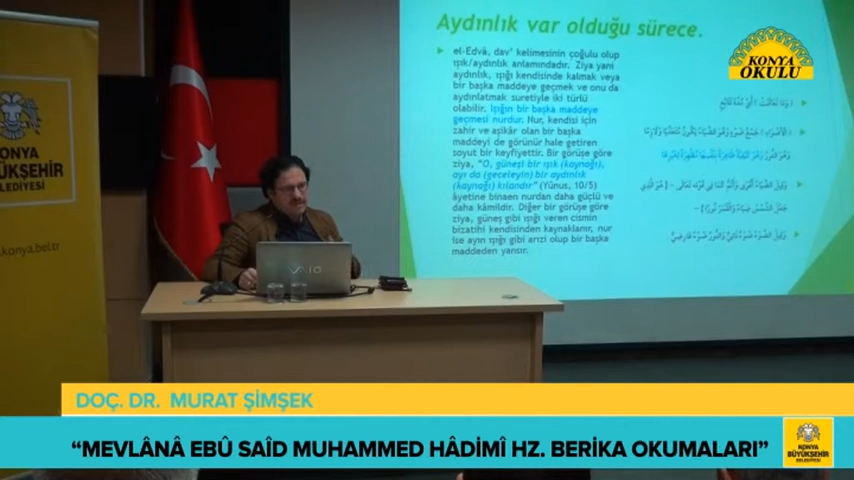 Aydınlık var olduğu sürece.
el-Edvâ, dav’ kelimesinin çoğulu olup
ışık/aydınlık anlamındadır. Ziya yani
aydınlık, ışığı kendisinde kalmak veya
bir başka maddeye geçmek ve onu da
aydınlatmak suretiyle iki türlü
olabilir. Işığın bir başka maddeye
geçmesi nurdur. Nur, kendisi için
zahir ve aşikâr olan bir başka
maddeyi de görünür hale getiren
soyut bir keyfiyettir. Bir görüşe göre
ziya, “O, güneşi bir ışık (kaynağı),
ayı da (geceleyin) bir aydınlık
(kaynağı) kılandır” (Yûnus, 10/5)
âyetine binaen nurdan daha güçlü ve
daha kâmildir. Diğer bir görüşe göre
ziya, güneş gibi ışığı veren cismin
bizatihi kendisinden kaynaklanır, nur
ise ayın ışığı gibi arızi olup bir başka
maddeden yansır.
KONYA
OKULU
KONYA
BÜYÜKŞEHİR
BELEDİYESİ
konya.bel.tr
VAIO
DOÇ. DR. MURAT ŞİMŞEK
“MEVLÂNÂ EBÛ SAÎD MUHAMMED HÂDİMÎ HZ. BERİKA OKUMALARI”
KONYA
BÜYÜKŞEHİR
BELEDİYESİ